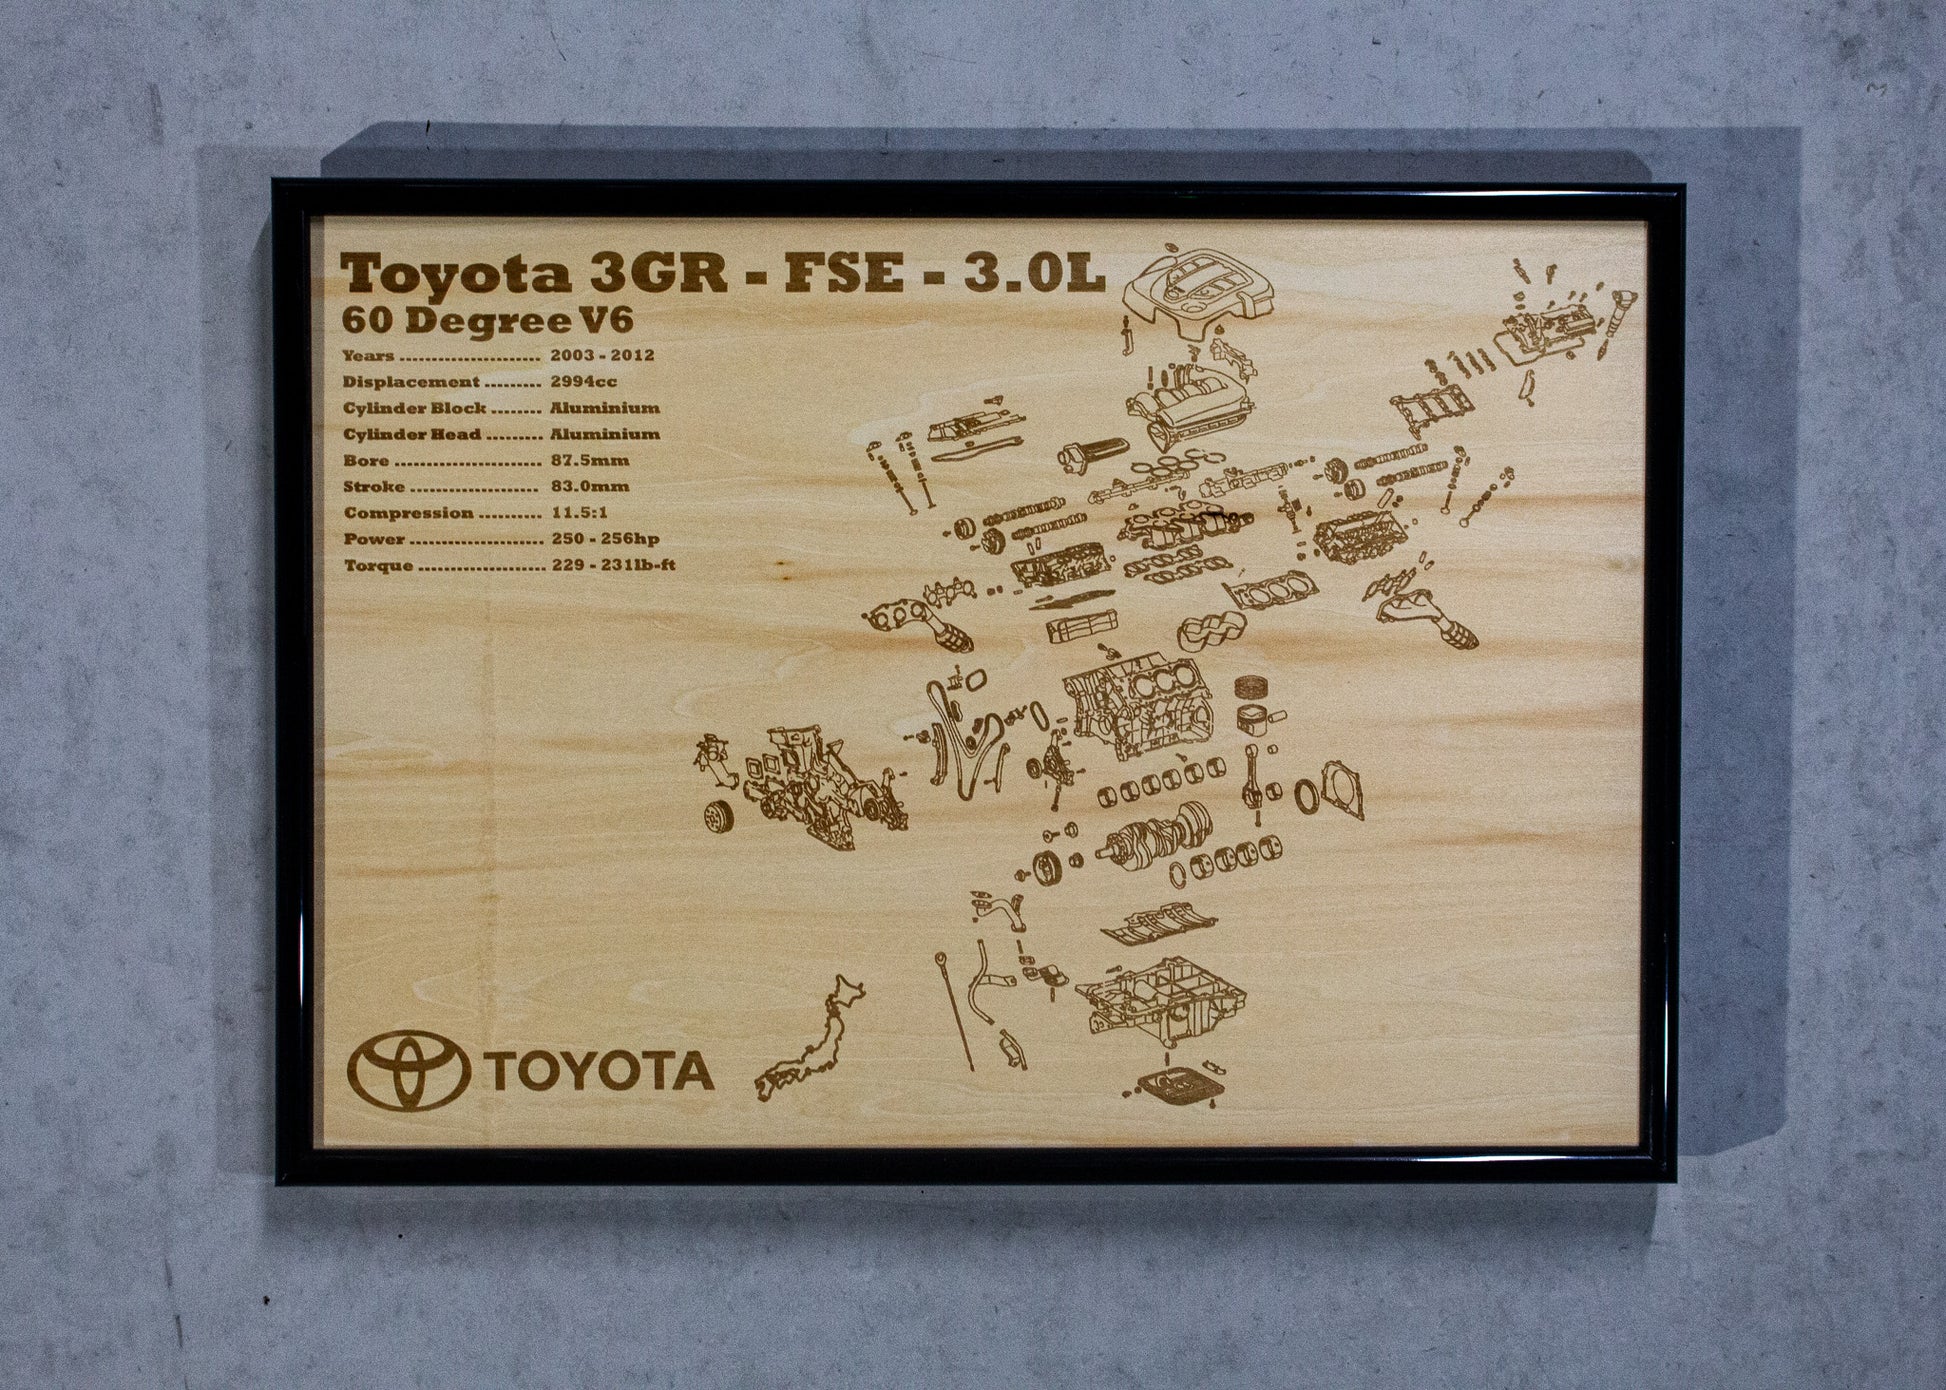 Toyota 3GR - FSE - 3.0L
60 Degree V6
Years ...................... 2003 - 2012
Displacement ......... 2994cc
Cylinder Block ........ Aluminium
Cylinder Head ......... Aluminium
Bore ....................... 87.5mm
Stroke .................... 83.0mm
Compression .......... 11.5:1
Power ..................... 250 - 256hp
Torque .................... 229 - 231lb-ft
TOYOTA